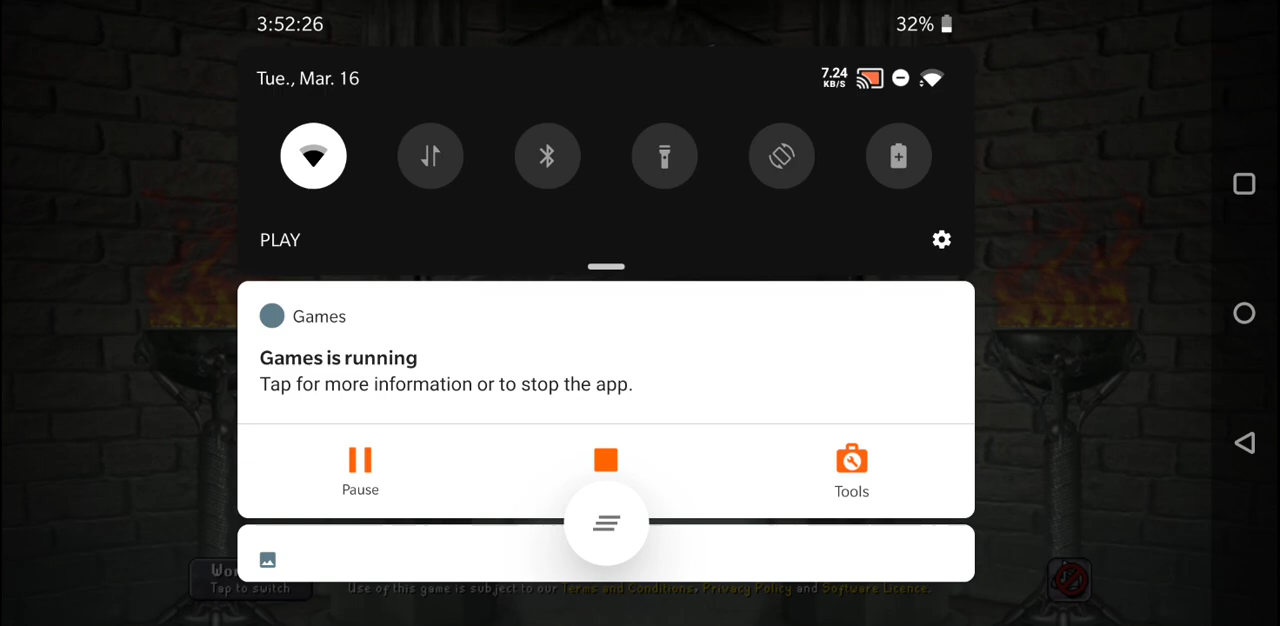 3:52:26 32%
Tue., Mar. 16 7.24
KB/S
PLAY
Games
Games is running
Tap for more information or to stop the app.
Pause Tools
Tap to switch Use of this game is subject to our Terms and Conditions, Privacy Policy and Software Licence.